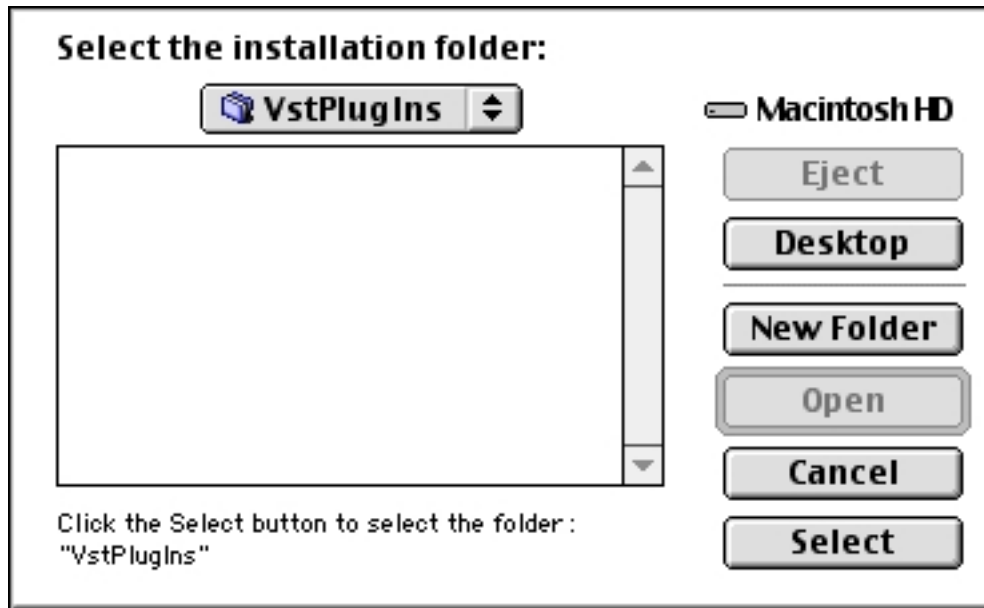 Select the installation folder:
VstPlugIns
Macintosh HD
Eject
Desktop
New Folder
Open
Cancel
Select
Click the Select button to select the folder:
"VstPlugIns"